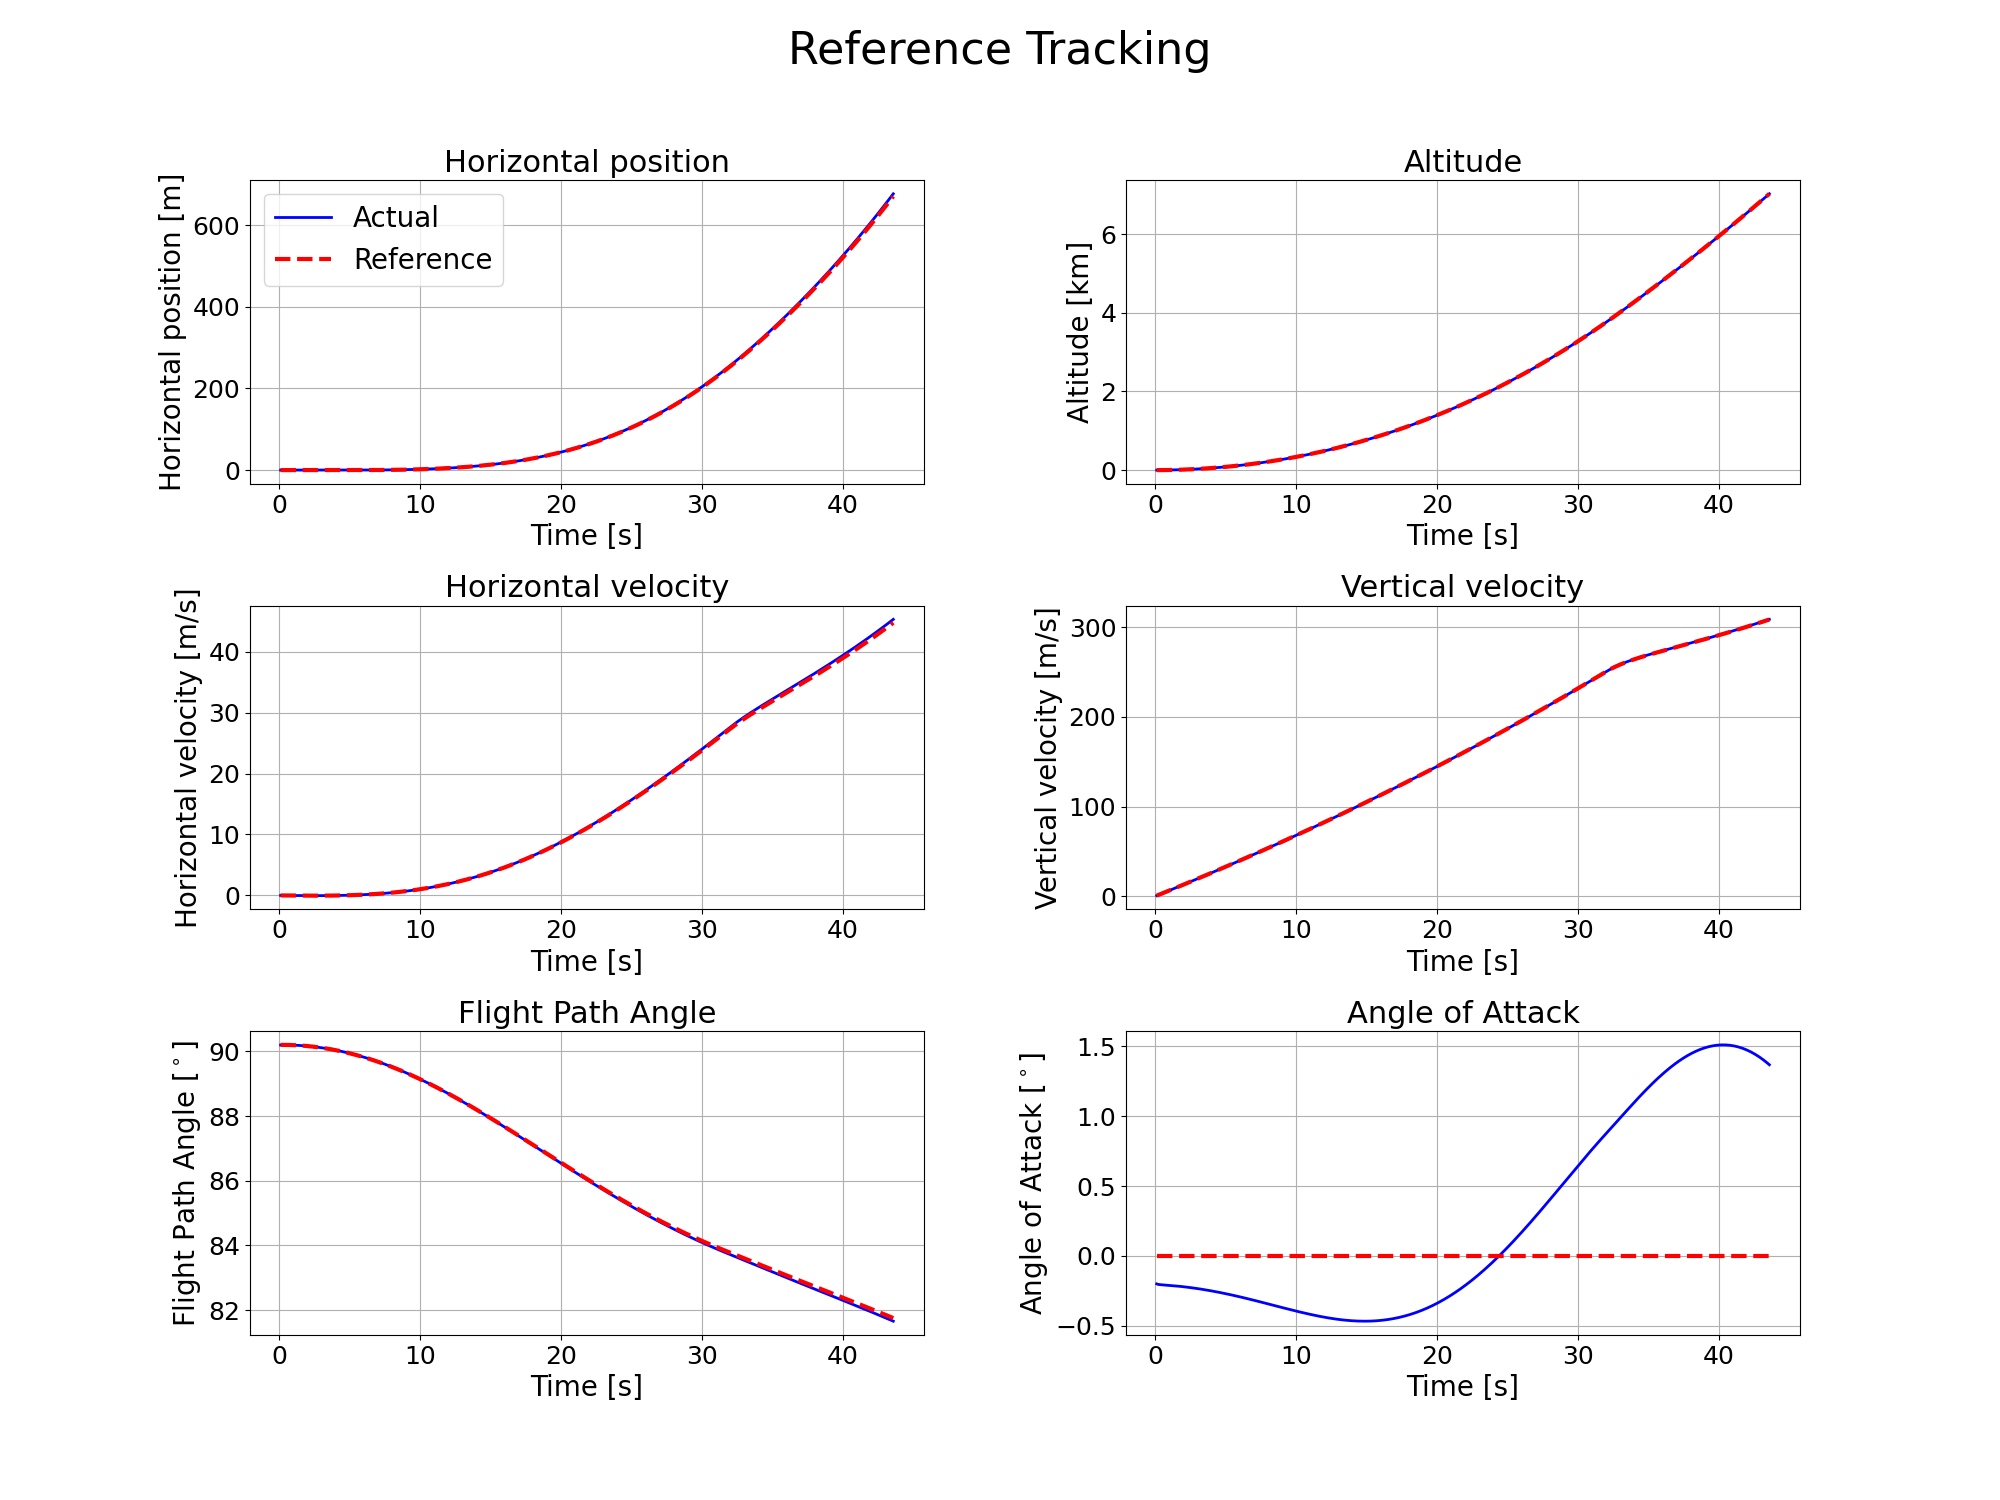 Reference Tracking
Horizontal position
Horizontal position [m]
600
400
200
0
Actual
Reference
0 10 20 30 40
Time [s]
Altitude
Altitude [km]
6
4
2
0
0 10 20 30 40
Time [s]
Horizontal velocity
Horizontal velocity [m/s]
40
30
20
10
0
0 10 20 30 40
Time [s]
Vertical velocity
Vertical velocity [m/s]
300
200
100
0
0 10 20 30 40
Time [s]
Flight Path Angle
Flight Path Angle [°]
90
88
86
84
82
0 10 20 30 40
Time [s]
Angle of Attack
Angle of Attack [°]
1.5
1.0
0.5
0.0
−0.5
0 10 20 30 40
Time [s]